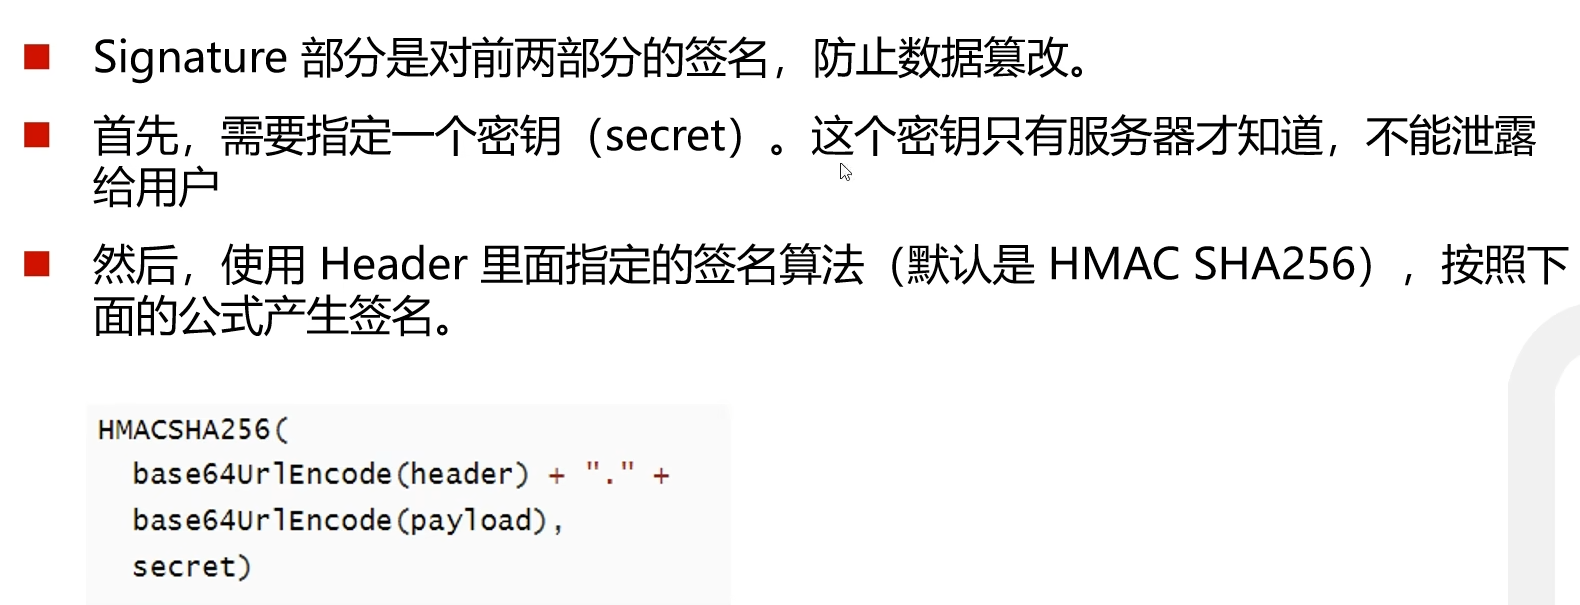 Signature 部分是对前两部分的签名，防止数据篡改。
首先，需要指定一个密钥（secret）。这个密钥只有服务器才知道，不能泄露
给用户
然后，使用 Header 里面指定的签名算法（默认是 HMAC SHA256），按照下
面的公式产生签名。
HMACSHA256(
  base64UrlEncode(header) + "." +
  base64UrlEncode(payload),
  secret)